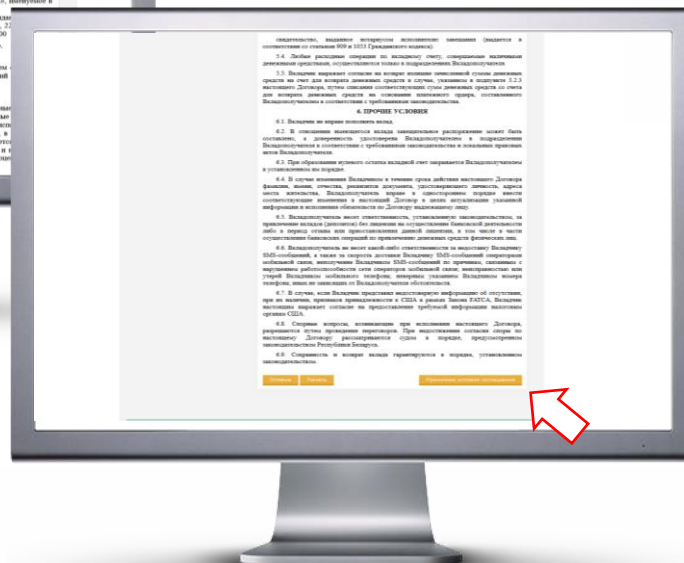 свидетельство, выданное нотариусом исполнителю завещания (выдается в
соответствии со статьями 909 и 1053 Гражданского кодекса).
5.4. Любые расходные операции по вкладному счету, совершаемые наличными
денежными средствами, осуществляются только в подразделениях Вкладополучателя.
5.5. Вкладчик выражает согласие на возврат излишне зачисленной суммы денежных
средств на счет для возврата денежных средств в случае, указанном в подпункте 3.2.3
настоящего Договора, путем списания соответствующих сумм денежных средств со счета
для возврата денежных средств на основании платежного ордера, составленного
Вкладополучателем в соответствии с требованиями законодательства.
6. ПРОЧИЕ УСЛОВИЯ
6.1. Вкладчик не вправе пополнять вклад.
6.2. В отношении имеющегося вклада завещательное распоряжение может быть
составлено, а доверенность удостоверена Вкладополучателем в подразделении
Вкладополучателя в соответствии с требованиями законодательства и локальных правовых
актов Вкладополучателя.
6.3. При образовании нулевого остатка вкладной счет закрывается Вкладополучателем
в установленном им порядке.
6.4. В случае изменения Вкладчиком в течение срока действия настоящего Договора
фамилии, имени, отчества, реквизитов документа, удостоверяющего личность, адреса
места жительства, Вкладополучатель вправе в одностороннем порядке внести
соответствующие изменения в настоящий Договор в целях актуализации указанной
информации и исполнения обязательств по Договору надлежащему лицу.
6.5. Вкладополучатель несет ответственность, установленную законодательством, за
привлечение вкладов (депозитов) без лицензии на осуществление банковской деятельности
либо в период отзыва или приостановления данной лицензии, в том числе в части
осуществления банковских операций по привлечению денежных средств физических лиц.
6.6. Вкладополучатель не несет какой-либо ответственности за недоставку Вкладчику
SMS-сообщений, а также за скорость доставки Вкладчику SMS-сообщений операторами
мобильной связи, неполучение Вкладчиком SMS-сообщений по причинам, связанным с
нарушением работоспособности сети операторов мобильной связи; неисправностью или
утерей Вкладчиком мобильного телефона, неверным указанием Вкладчиком номера
телефона, иным не зависящих от Вкладополучателя обстоятельств.
6.7. В случае, если Вкладчик представил недостоверную информацию об отсутствии,
при их наличии, признаков принадлежности к США в рамках Закона FATCA, Вкладчик
настоящим выражает согласие на предоставление требуемой информации налоговым
органам США.
6.8. Спорные вопросы, возникающие при исполнении настоящего Договора,
разрешаются путем проведения переговоров. При недостижении согласия споры по
настоящему Договору рассматриваются судом в порядке, предусмотренном
законодательством Республики Беларусь.
6.9. Сохранность и возврат вклада гарантируются в порядке, установленном
законодательством.
Отмена Печать Принимаю условия соглашения